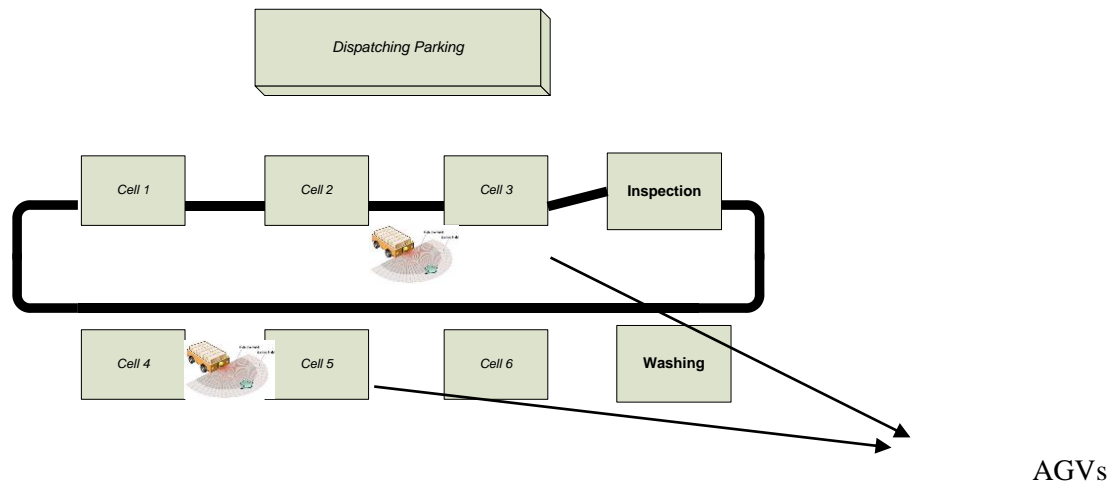 Dispatching Parking
Cell 1
Cell 2
Cell 3
Inspection
Cell 4
Cell 5
Cell 6
Washing
AGVs